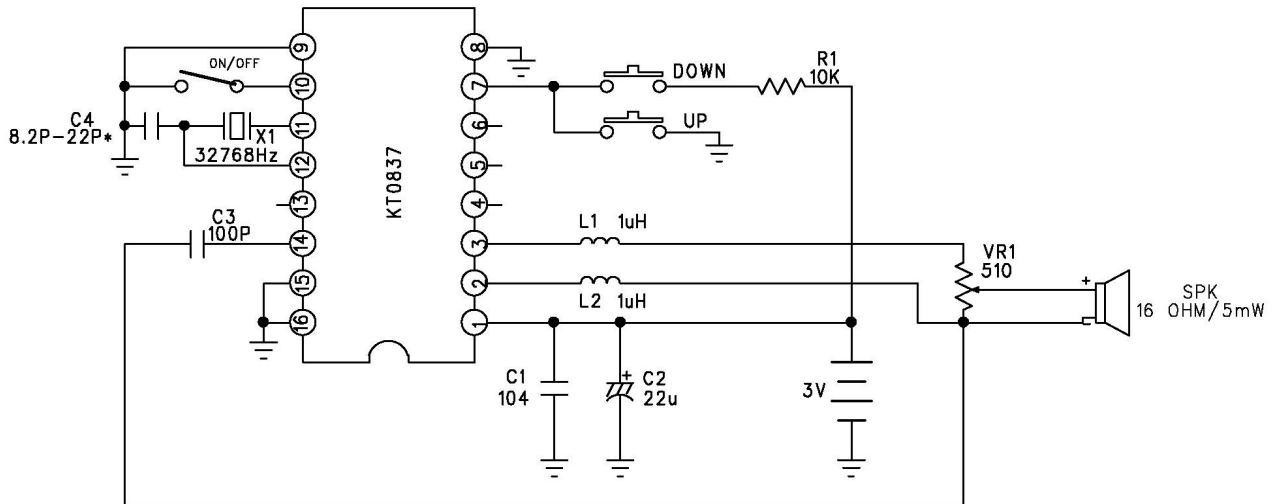 9
8
ON/OFF
10
7
DOWN
R1
10K
C4
8.2P-22P*
11
X1
6
UP
32768Hz
12
5
KT0837
13
4
C3
100P
14
3
L1 1uH
VR1
510
15
2
L2 1uH
+
SPK
16 OHM/5mW
16
1
C1
104
+
C2
22u
3V